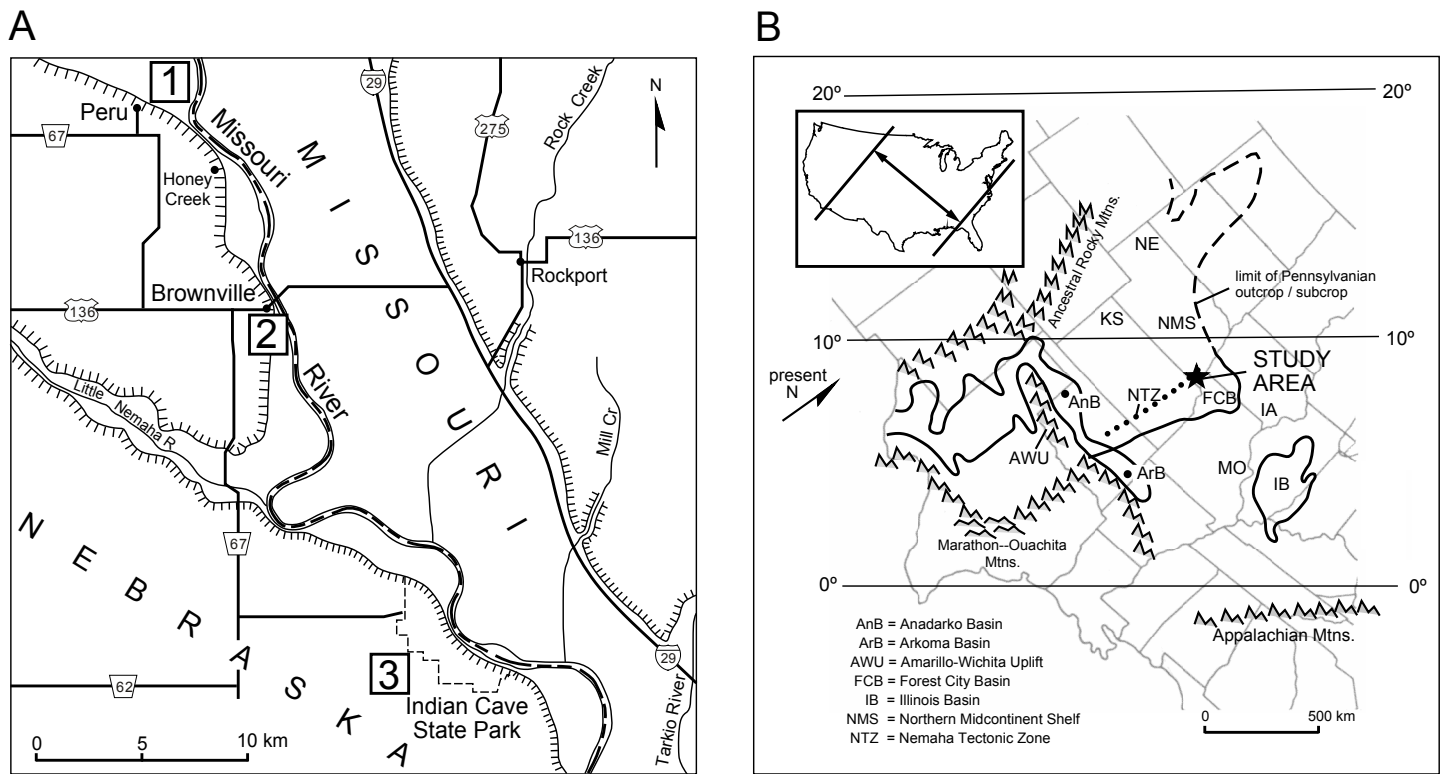 A
1
Peru
67
Honey
Creek
Missouri
River
M I S S O U R I
29
275
Rock Creek
N
136
Rockport
Brownville
136
2
Little Nemaha R
Mill Cr
N E B R A S K A
67
62
3
Indian Cave
State Park
29
Tarkio River
0 5 10 km
B
20º 20º
Ancestral Rocky Mtns.
NE
limit of Pennsylvanian
outcrop / subcrop
KS
NMS
10º 10º
STUDY
AREA
present
N
AnB
NTZ
FCB
IA
AWU
ArB
MO
IB
Marathon--Ouachita
Mtns.
0º 0º
Appalachian Mtns.
AnB = Anadarko Basin
ArB = Arkoma Basin
AWU = Amarillo-Wichita Uplift
FCB = Forest City Basin
IB = Illinois Basin
NMS = Northern Midcontinent Shelf
NTZ = Nemaha Tectonic Zone
0 500 km